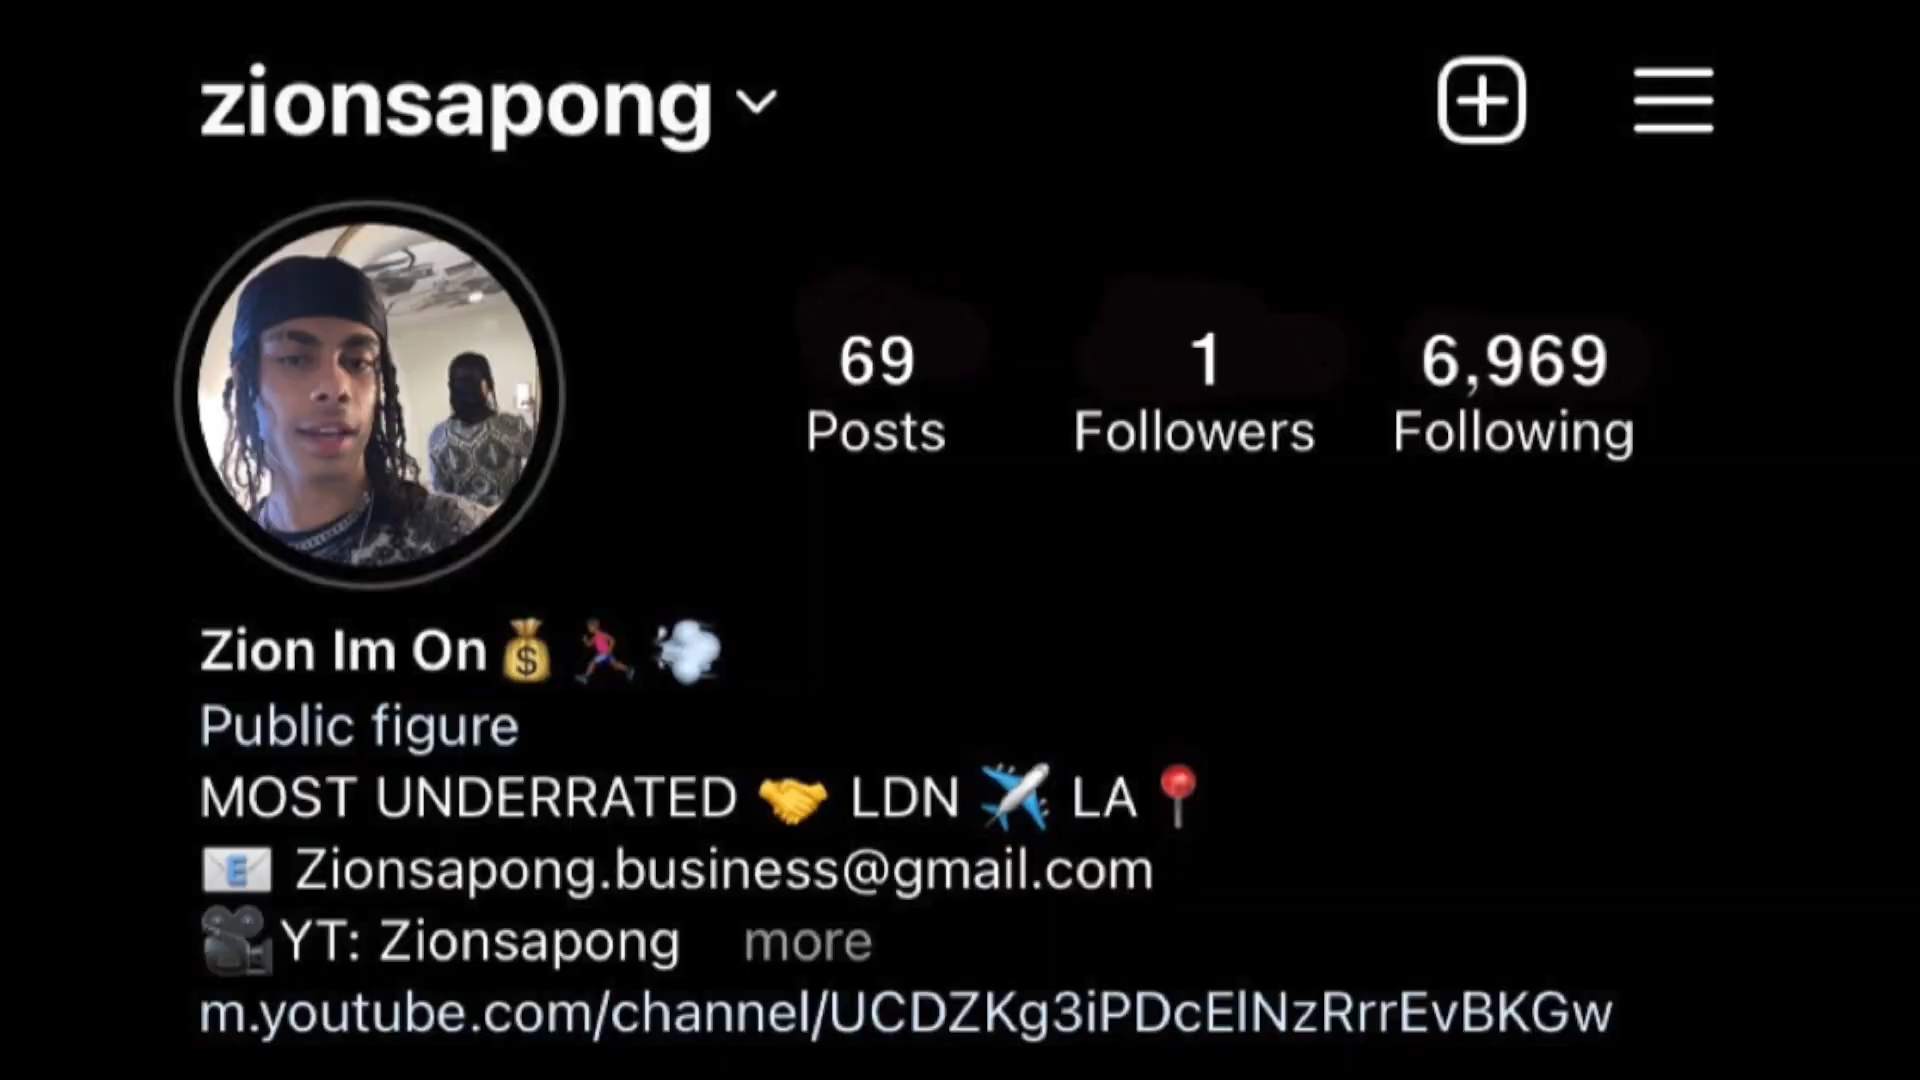 zionsapong
69 1 6,969
Posts Followers Following
Zion Im On💰🏃🏾💨
Public figure
MOST UNDERRATED 🤝 LDN ✈️ LA📍
📧 Zionsapong.business@gmail.com
🎥YT: Zionsapong more
m.youtube.com/channel/UCDZKg3iPDcElNzRrrEvBKGw